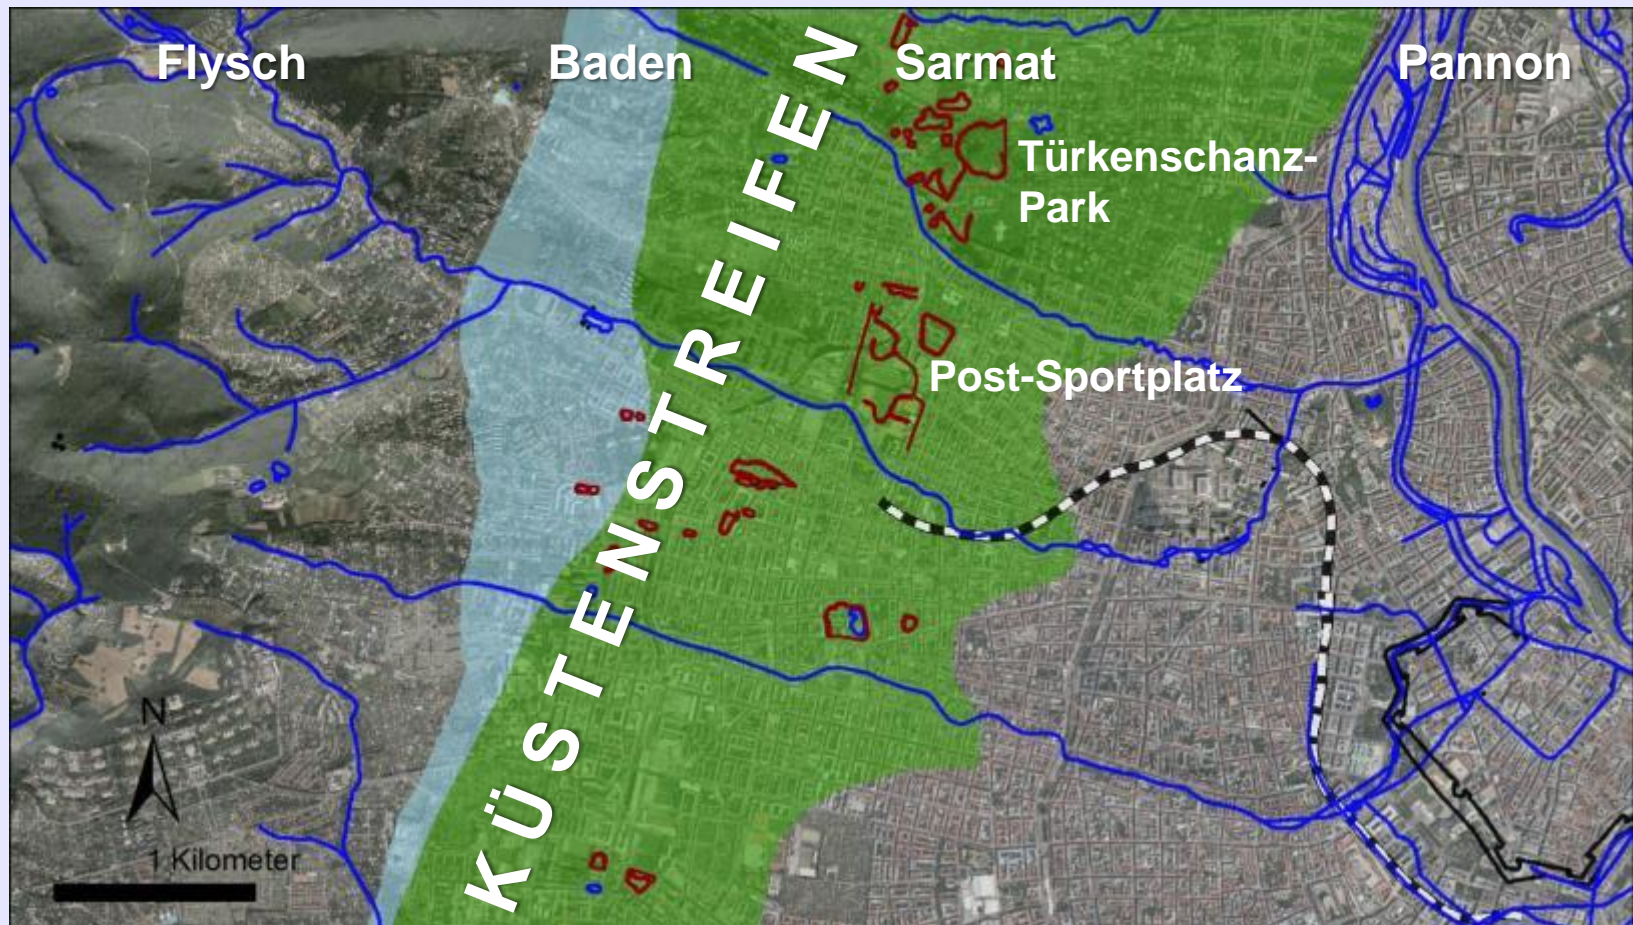 Flysch
Baden
Sarmat
Pannon
Türkenschanz-
Park
Post-Sportplatz
KÜSTENSTREIFEN
N
1 Kilometer